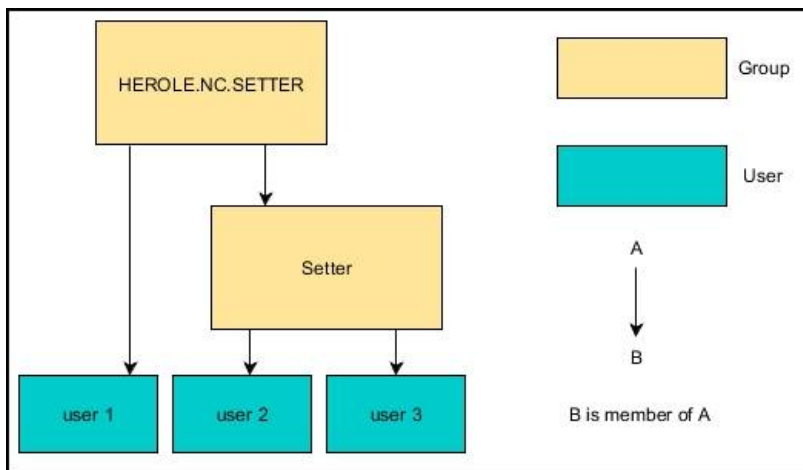 HEROLE.NC.SETTER
Group
User
Setter
A
B
user 1
user 2
user 3
B is member of A